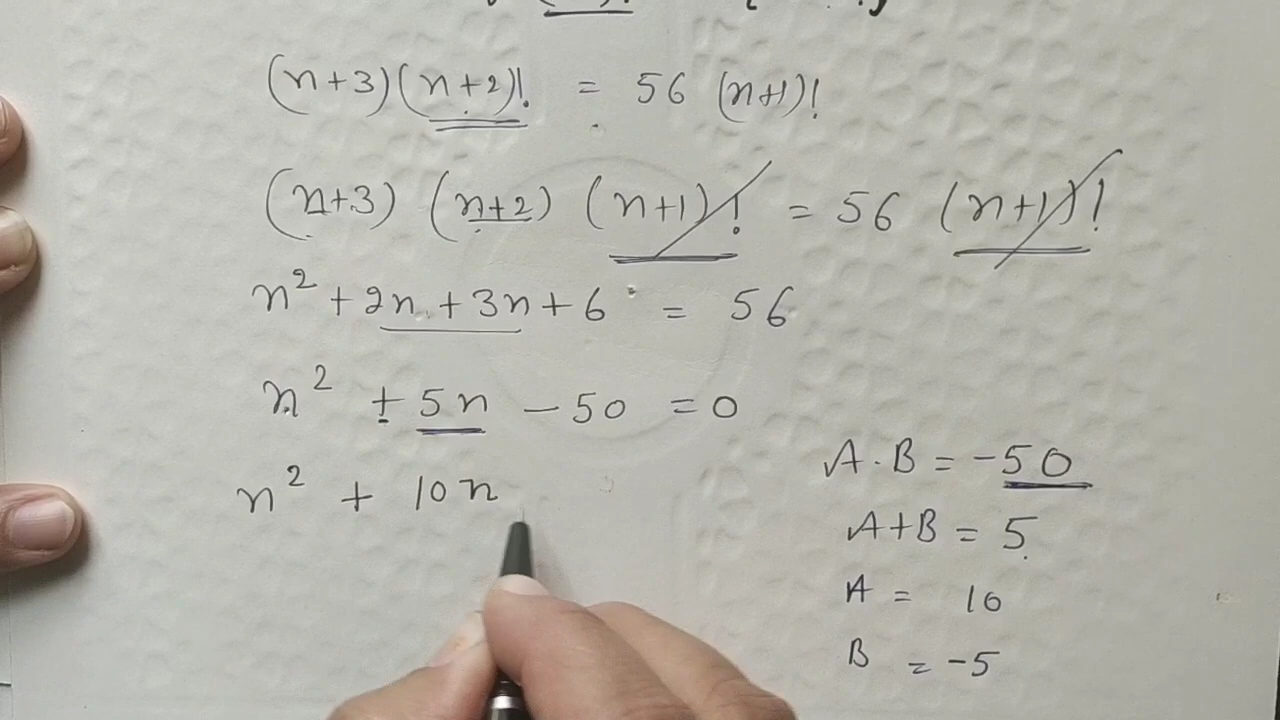 (n+3)(n+2)! = 56 (n+1)!
(n+3) (n+2) (n+1)! = 56 (n+1)!
n² + 2n + 3n + 6 = 56
n² + 5n - 50 = 0
n² + 10n
A.B = -50
A+B = 5
A = 10
B = -5